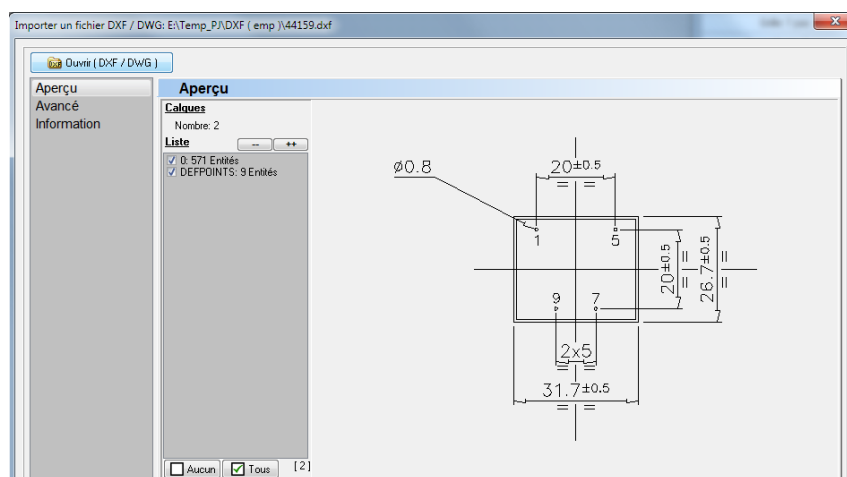 Importer un fichier DXF / DWG: E:\Temp_PJ\DXF ( emp )\44159.dxf
Ouvrir ( DXF / DWG )
Aperçu
Avancé
Information
Aperçu
Calques
Nombre: 2
Liste
--
++
0: 571 Entités
DEFPOINTS: 9 Entités
Aucun
Tous
[2]
Ø0.8
20±0.5
= =
1
5
9
7
20±0.5
= =
26.7±0.5
= =
2x5
= =
31.7±0.5
= =